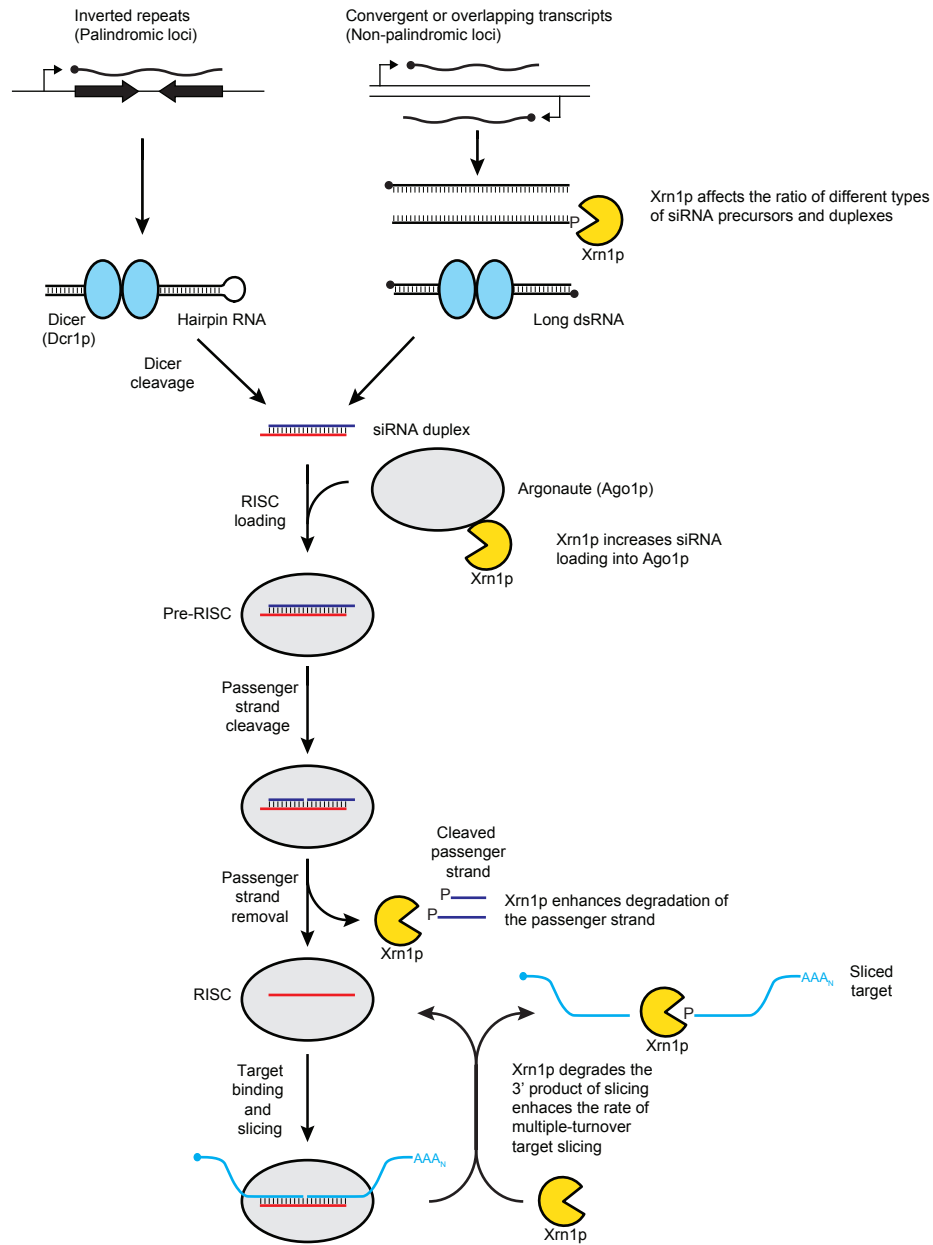 Inverted repeats
(Palindromic loci)
Convergent or overlapping transcripts
(Non-palindromic loci)
P
Xrn1p
Xrn1p affects the ratio of different types
of siRNA precursors and duplexes
Dicer
(Dcr1p)
Hairpin RNA
Long dsRNA
Dicer
cleavage
siRNA duplex
RISC
loading
Argonaute (Ago1p)
Xrn1p
Xrn1p increases siRNA
loading into Ago1p
Pre-RISC
Passenger
strand
cleavage
Passenger
strand
removal
Cleaved
passenger
strand
P
P
Xrn1p
Xrn1p enhances degradation of
the passenger strand
RISC
AAAN
Sliced
target
P
Xrn1p
Target
binding
and
slicing
Xrn1p degrades the
3' product of slicing
enhaces the rate of
multiple-turnover
target slicing
AAAN
Xrn1p